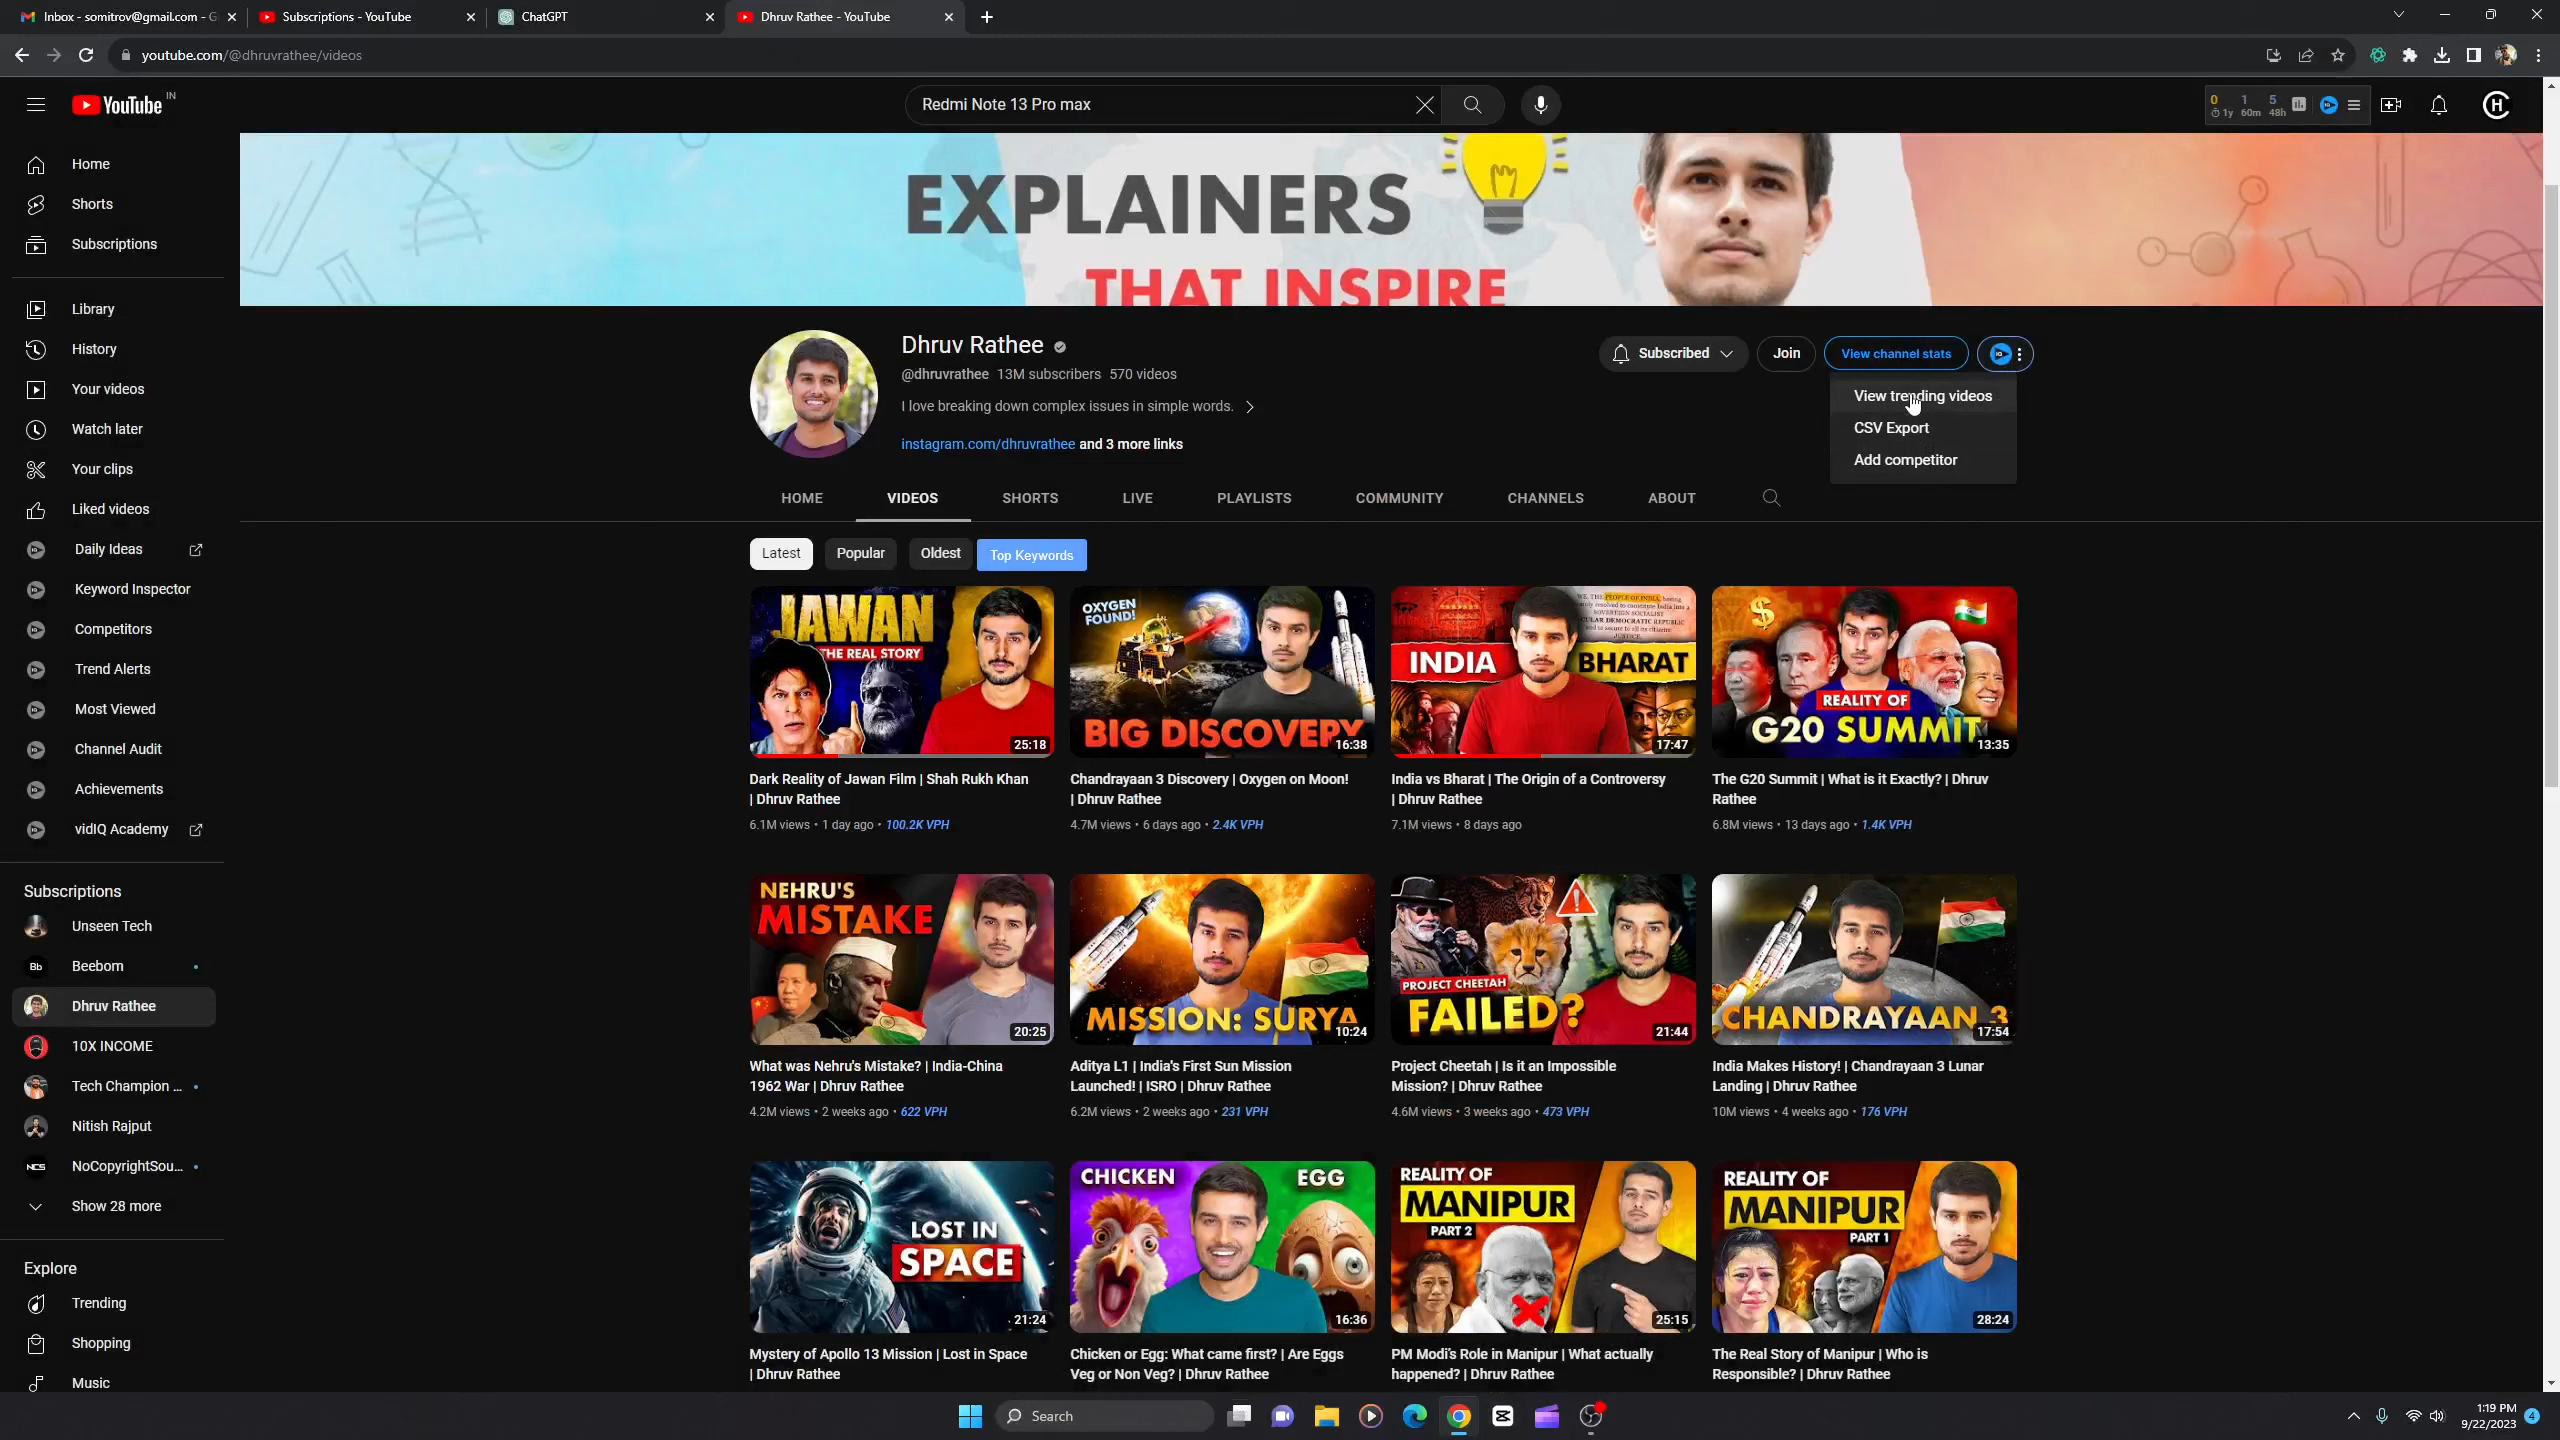 Inbox - somitrov@gmail.com - G
Subscriptions - YouTube
ChatGPT
Dhruv Rathee - YouTube
youtube.com/@dhruvrathee/videos
YouTube IN
Redmi Note 13 Pro max
0 1 5
1y 60m 48h
Home
Shorts
Subscriptions
Library
History
Your videos
Watch later
Your clips
Liked videos
Daily Ideas
Keyword Inspector
Competitors
Trend Alerts
Most Viewed
Channel Audit
Achievements
vidIQ Academy
Subscriptions
Unseen Tech
Bb Beebom
Dhruv Rathee
10X INCOME
Tech Champion ...
Nitish Rajput
NCS NoCopyrightSou...
Show 28 more
Explore
Trending
Shopping
Music
EXPLAINERS
THAT INSPIRE
Dhruv Rathee
@dhruvrathee 13M subscribers 570 videos
I love breaking down complex issues in simple words.
instagram.com/dhruvrathee and 3 more links
Subscribed
Join
View channel stats
View trending videos
CSV Export
Add competitor
HOME VIDEOS SHORTS LIVE PLAYLISTS COMMUNITY CHANNELS ABOUT
Latest Popular Oldest Top Keywords
JAWAN
THE REAL STORY
25:18
Dark Reality of Jawan Film | Shah Rukh Khan
| Dhruv Rathee
6.1M views • 1 day ago • 100.2K VPH
OXYGEN
FOUND!
BIG DISCOVERY
16:38
Chandrayaan 3 Discovery | Oxygen on Moon!
| Dhruv Rathee
4.7M views • 6 days ago • 2.4K VPH
WE, THE PEOPLE OF INDIA, having
INDIA BHARAT
17:47
India vs Bharat | The Origin of a Controversy
| Dhruv Rathee
7.1M views • 8 days ago
REALITY OF
G20 SUMMIT
13:35
The G20 Summit | What is it Exactly? | Dhruv
Rathee
6.8M views • 13 days ago • 1.4K VPH
NEHRU'S
MISTAKE
20:25
What was Nehru's Mistake? | India-China
1962 War | Dhruv Rathee
4.2M views • 2 weeks ago • 622 VPH
MISSION: SURYA
10:24
Aditya L1 | India's First Sun Mission
Launched! | ISRO | Dhruv Rathee
6.2M views • 2 weeks ago • 231 VPH
PROJECT CHEETAH
FAILED?
21:44
Project Cheetah | Is it an Impossible
Mission? | Dhruv Rathee
4.6M views • 3 weeks ago • 473 VPH
CHANDRAYAAN 3
17:54
India Makes History! | Chandrayaan 3 Lunar
Landing | Dhruv Rathee
10M views • 4 weeks ago • 176 VPH
LOST IN
SPACE
21:24
Mystery of Apollo 13 Mission | Lost in Space
| Dhruv Rathee
CHICKEN EGG
16:36
Chicken or Egg: What came first? | Are Eggs
Veg or Non Veg? | Dhruv Rathee
REALITY OF
MANIPUR
PART 2
25:15
PM Modi's Role in Manipur | What actually
happened? | Dhruv Rathee
REALITY OF
MANIPUR
PART 1
28:24
The Real Story of Manipur | Who is
Responsible? | Dhruv Rathee
Search
1:19 PM
9/22/2023
4